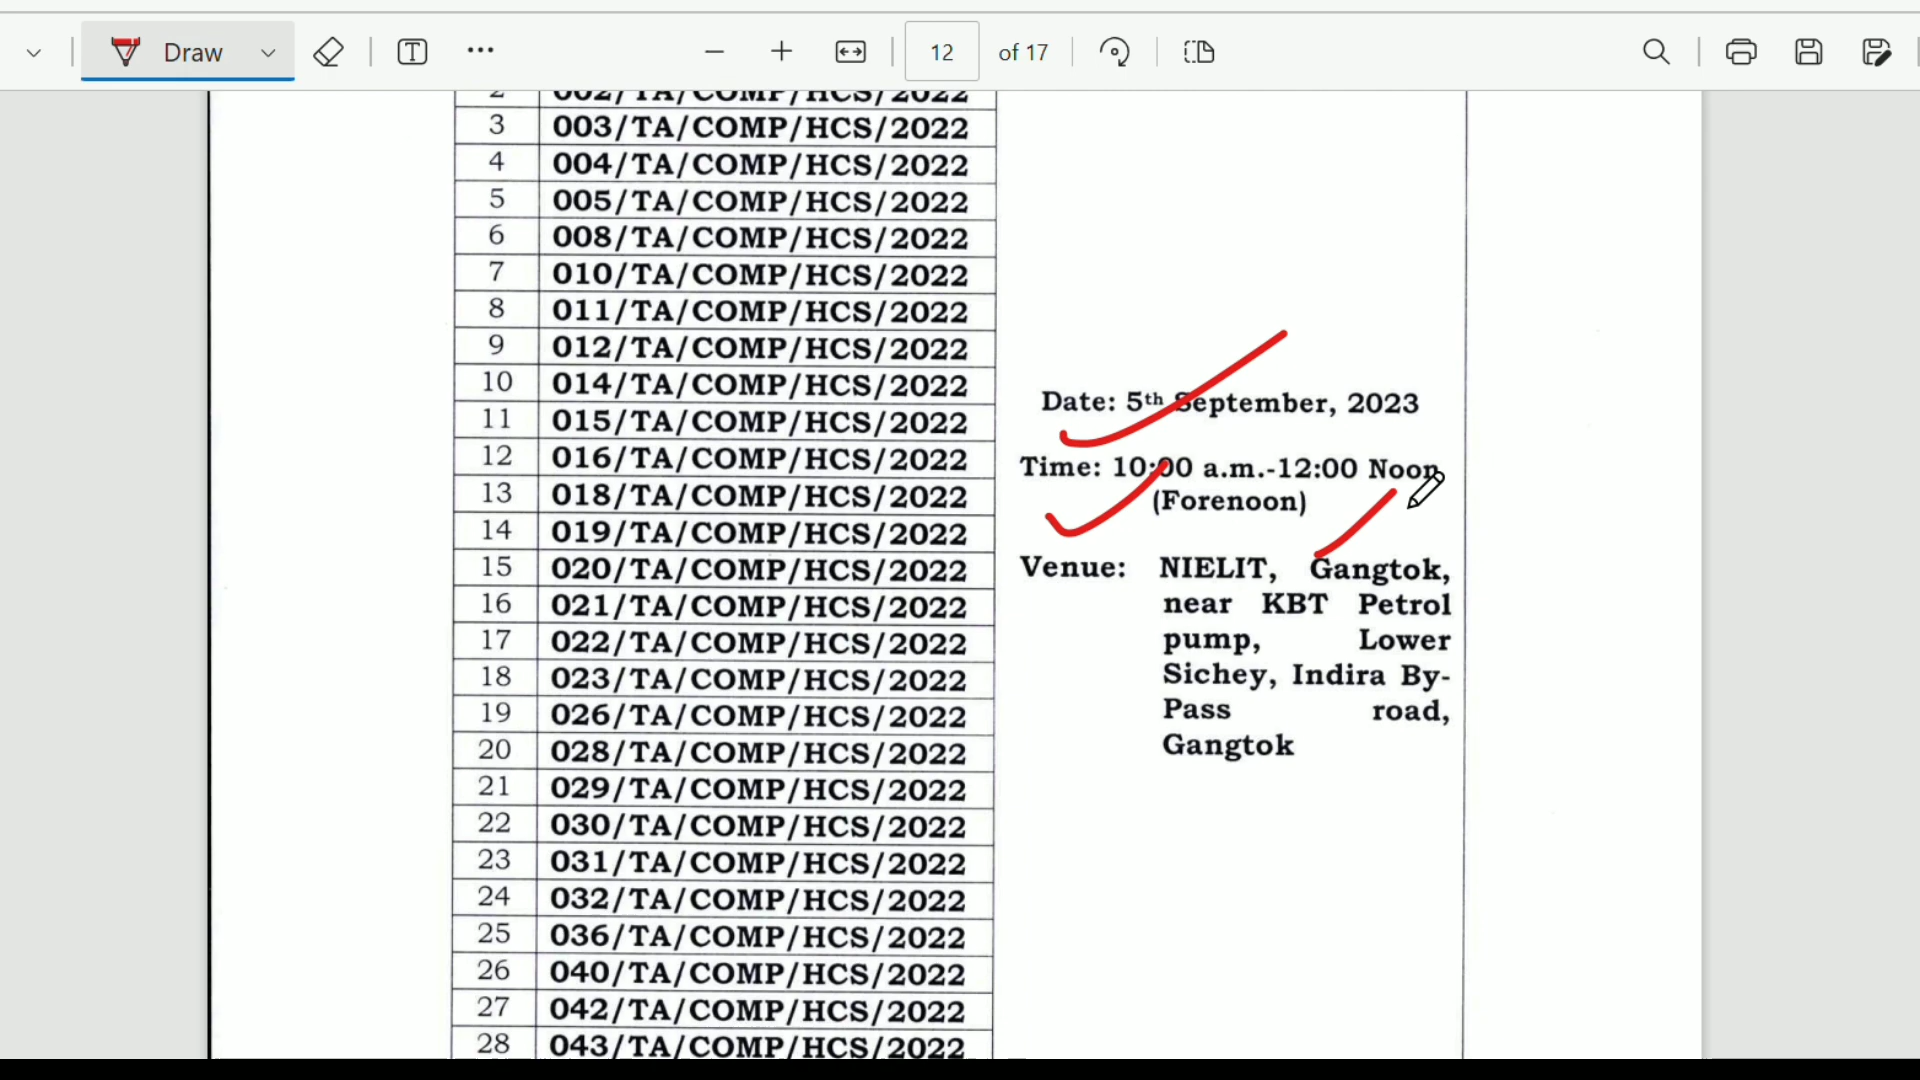 Draw
12 of 17
2 002/TA/COMP/HCS/2022
3 003/TA/COMP/HCS/2022
4 004/TA/COMP/HCS/2022
5 005/TA/COMP/HCS/2022
6 008/TA/COMP/HCS/2022
7 010/TA/COMP/HCS/2022
8 011/TA/COMP/HCS/2022
9 012/TA/COMP/HCS/2022
10 014/TA/COMP/HCS/2022
11 015/TA/COMP/HCS/2022
12 016/TA/COMP/HCS/2022
13 018/TA/COMP/HCS/2022
14 019/TA/COMP/HCS/2022
15 020/TA/COMP/HCS/2022
16 021/TA/COMP/HCS/2022
17 022/TA/COMP/HCS/2022
18 023/TA/COMP/HCS/2022
19 026/TA/COMP/HCS/2022
20 028/TA/COMP/HCS/2022
21 029/TA/COMP/HCS/2022
22 030/TA/COMP/HCS/2022
23 031/TA/COMP/HCS/2022
24 032/TA/COMP/HCS/2022
25 036/TA/COMP/HCS/2022
26 040/TA/COMP/HCS/2022
27 042/TA/COMP/HCS/2022
28 043/TA/COMP/HCS/2022
Date: 5th September, 2023
Time: 10:00 a.m.-12:00 Noon
(Forenoon)
Venue: NIELIT, Gangtok,
near KBT Petrol
pump, Lower
Sichey, Indira By-
Pass road,
Gangtok